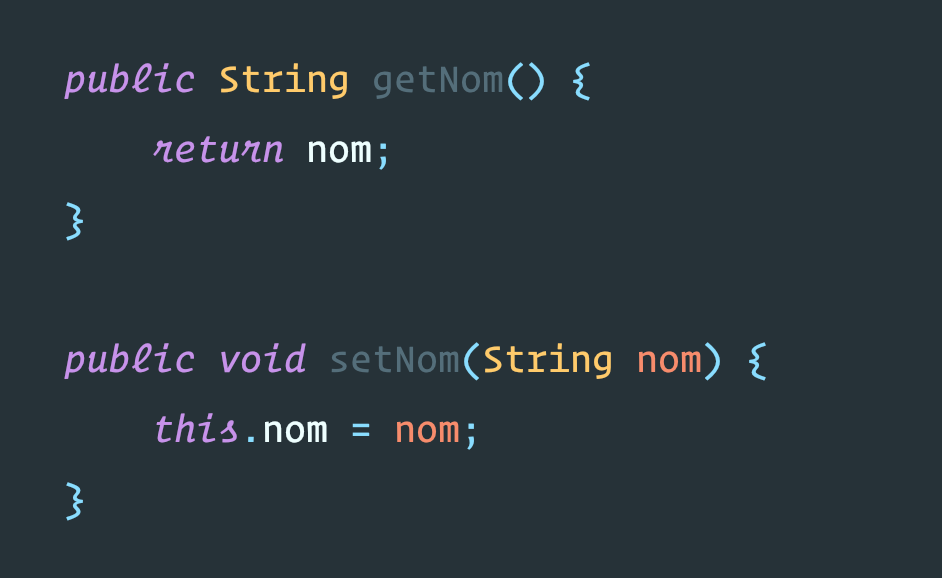 public String getNom() {
    return nom;
}

public void setNom(String nom) {
    this.nom = nom;
}